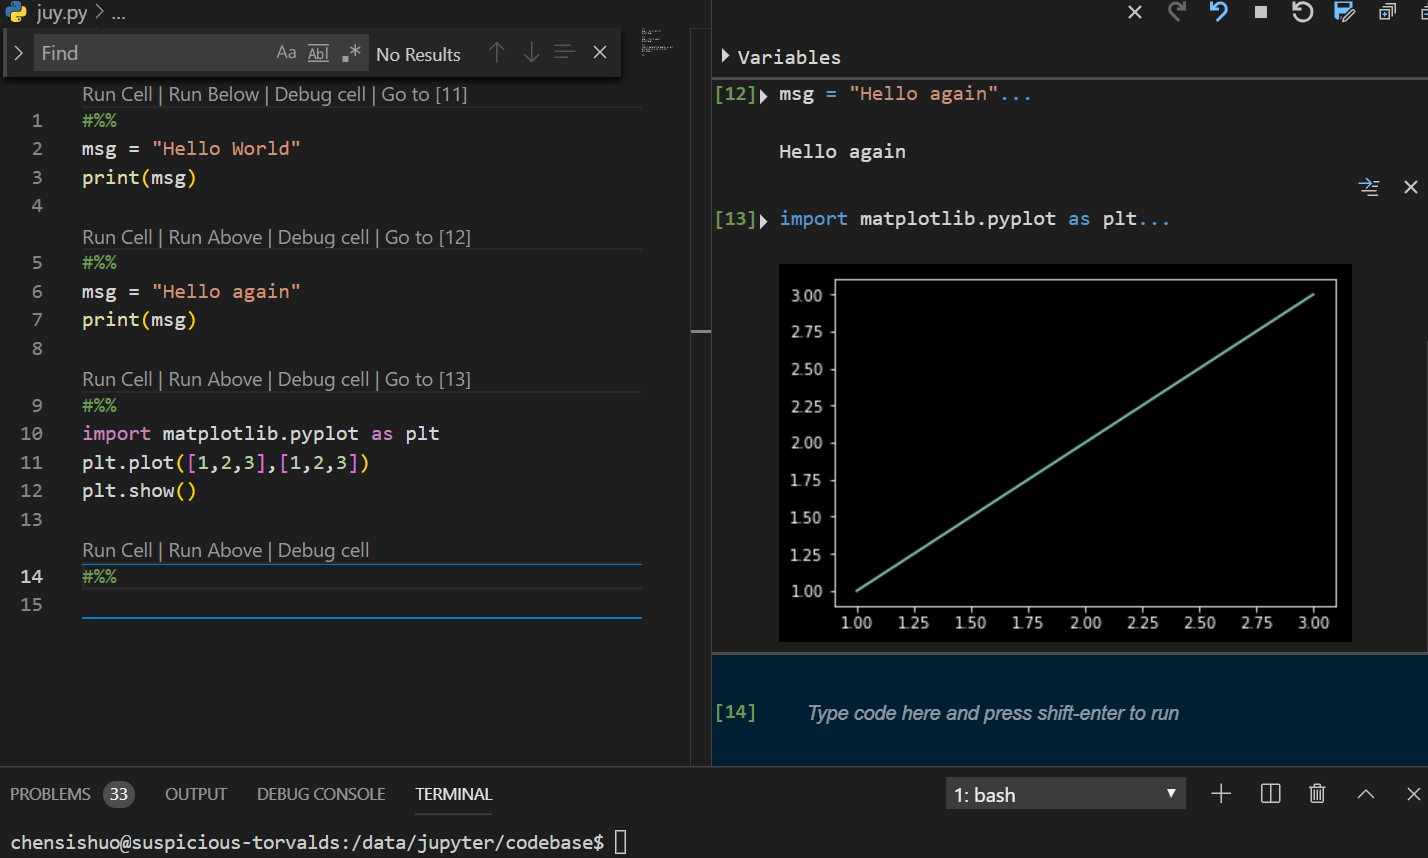 juy.py > ...
Find
Aa Abl .* No Results
Run Cell | Run Below | Debug cell | Go to [11]
1 #%%
2 msg = "Hello World"
3 print(msg)
4
Run Cell | Run Above | Debug cell | Go to [12]
5 #%%
6 msg = "Hello again"
7 print(msg)
8
Run Cell | Run Above | Debug cell | Go to [13]
9 #%%
10 import matplotlib.pyplot as plt
11 plt.plot([1,2,3],[1,2,3])
12 plt.show()
13
Run Cell | Run Above | Debug cell
14 #%%
15
Variables
[12] msg = "Hello again"...
Hello again
[13] import matplotlib.pyplot as plt...
3.00
2.75
2.50
2.25
2.00
1.75
1.50
1.25
1.00
1.00 1.25 1.50 1.75 2.00 2.25 2.50 2.75 3.00
[14] Type code here and press shift-enter to run
PROBLEMS 33 OUTPUT DEBUG CONSOLE TERMINAL 1: bash
chensishuo@suspicious-torvalds:/data/jupyter/codebase$